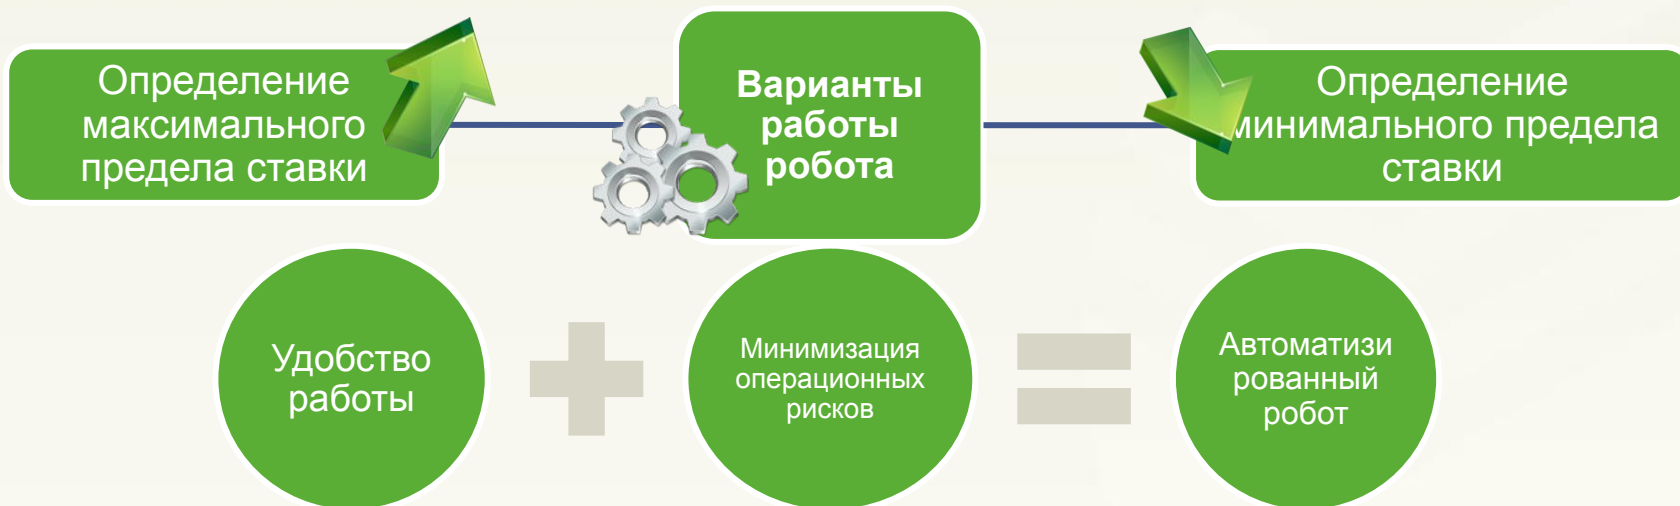 Определение
максимального
предела ставки
Варианты
работы
робота
Определение
минимального предела
ставки
Удобство
работы
Минимизация
операционных
рисков
Автоматизи
рованный
робот